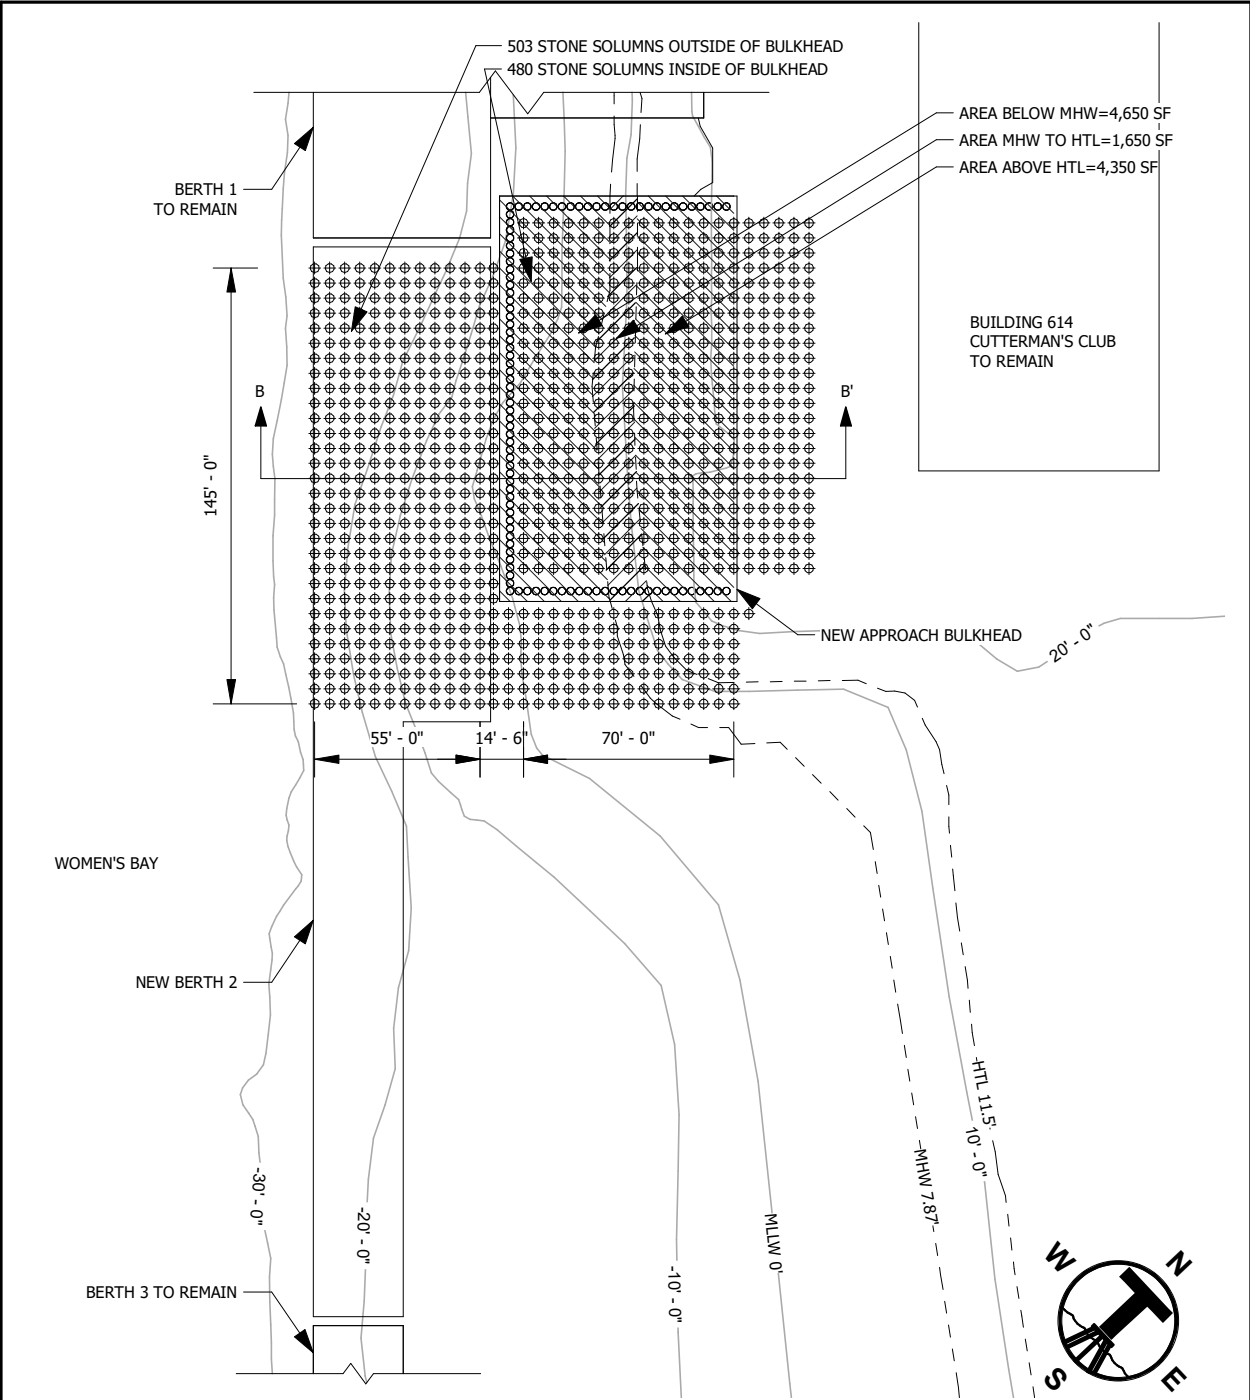 503 STONE SOLUMNS OUTSIDE OF BULKHEAD
480 STONE SOLUMNS INSIDE OF BULKHEAD
AREA BELOW MHW=4,650 SF
AREA MHW TO HTL=1,650 SF
AREA ABOVE HTL=4,350 SF
BERTH 1
TO REMAIN
BUILDING 614
CUTTERMAN'S CLUB
TO REMAIN
B
B'
145' - 0"
NEW APPROACH BULKHEAD
20' - 0"
55' - 0"
14' - 6"
70' - 0"
WOMEN'S BAY
NEW BERTH 2
HTL 11.5'
10' - 0"
MHW 7.87'
-30' - 0"
-20' - 0"
MLLW 0'
-10' - 0"
BERTH 3 TO REMAIN
W
N
S
E